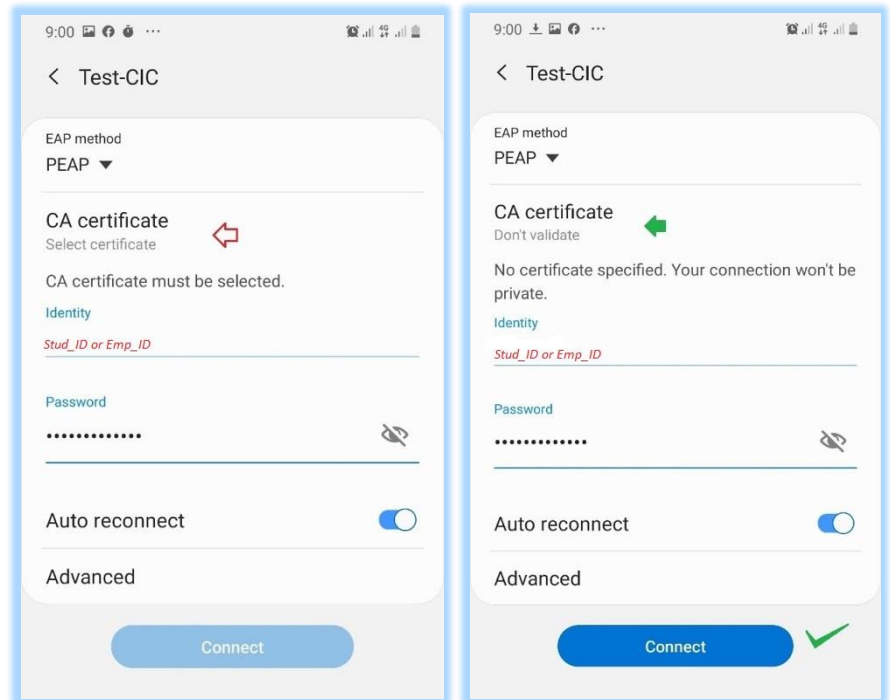 9:00
Test-CIC
EAP method
PEAP
CA certificate
Select certificate
CA certificate must be selected.
Identity
Stud_ID or Emp_ID
Password
•••••••••••••
Auto reconnect
Advanced
Connect
9:00
Test-CIC
EAP method
PEAP
CA certificate
Don't validate
No certificate specified. Your connection won't be
private.
Identity
Stud_ID or Emp_ID
Password
•••••••••••••
Auto reconnect
Advanced
Connect